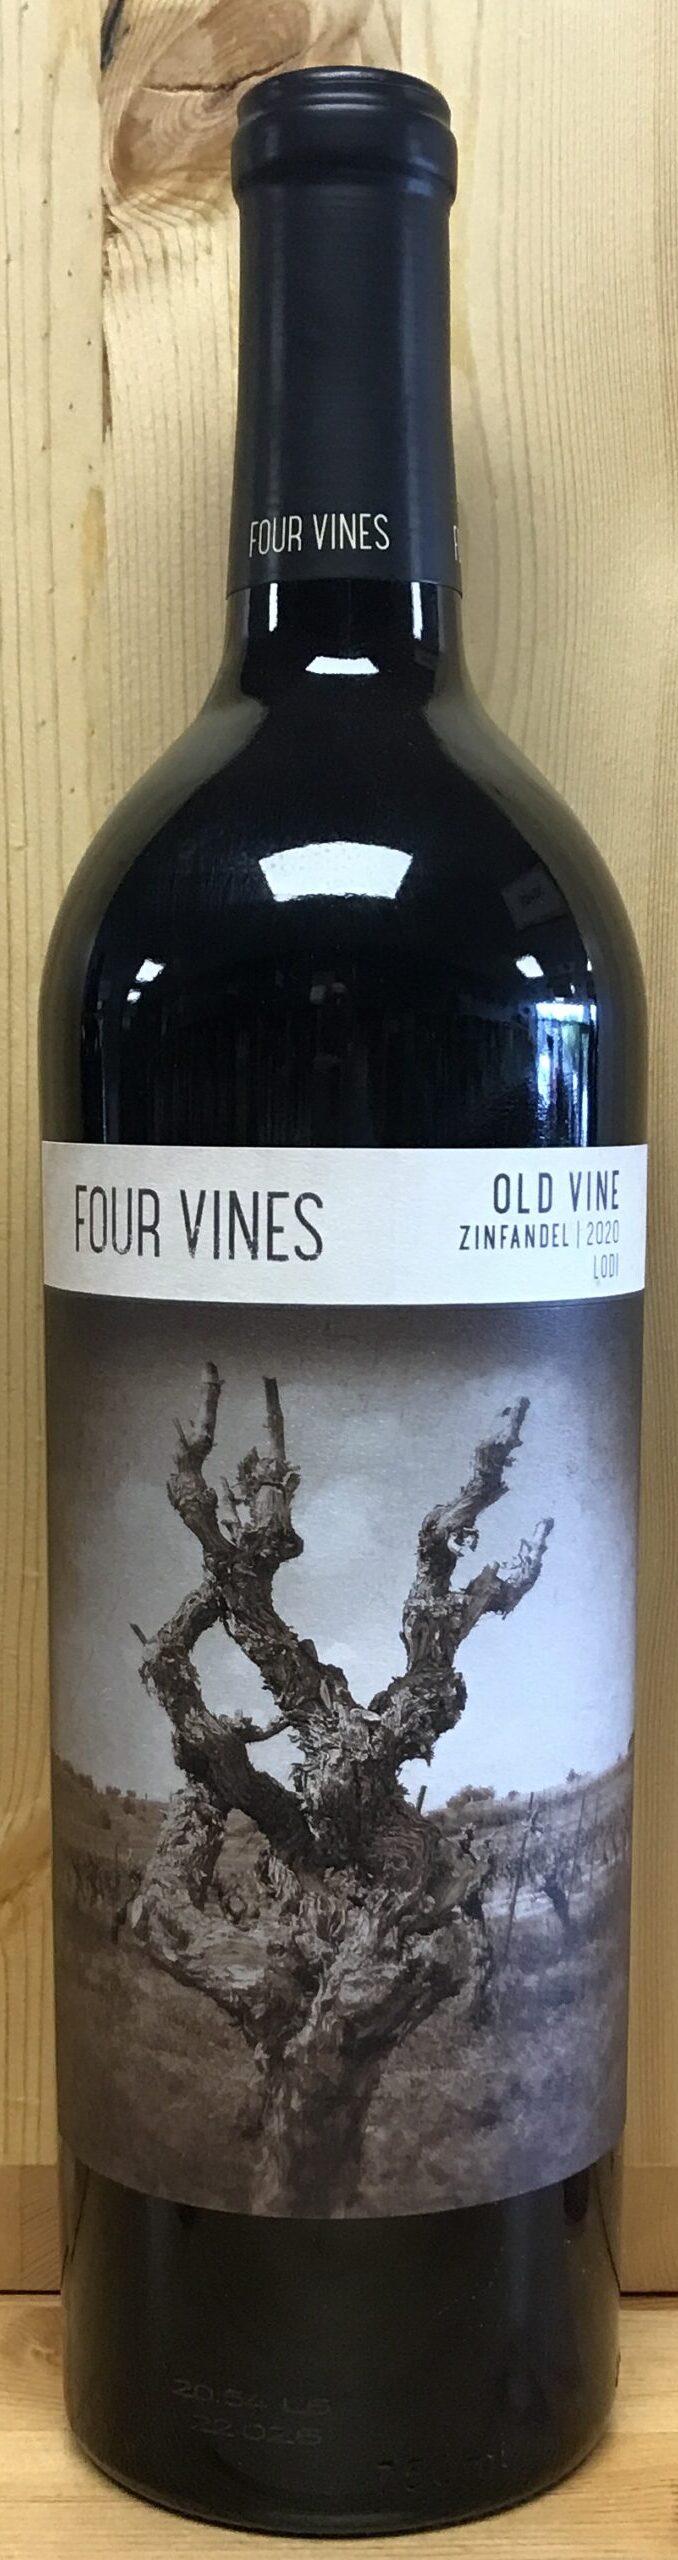 FOUR VINES
FOUR VINES
OLD VINE
ZINFANDEL | 2020
LODI